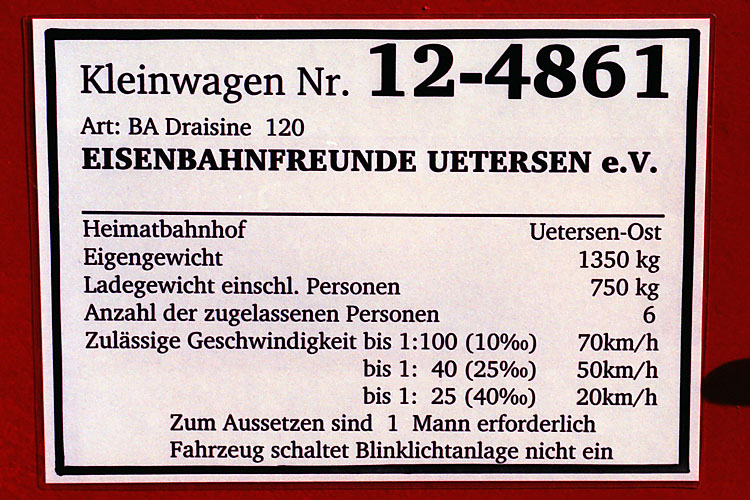 Kleinwagen Nr. 12-4861
Art: BA Draisine 120
EISENBAHNFREUNDE UETERSEN e.V.
Heimatbahnhof Uetersen-Ost
Eigengewicht 1350 kg
Ladegewicht einschl. Personen 750 kg
Anzahl der zugelassenen Personen 6
Zulässige Geschwindigkeit bis 1:100 (10‰) 70km/h
bis 1: 40 (25‰) 50km/h
bis 1: 25 (40‰) 20km/h
Zum Aussetzen sind 1 Mann erforderlich
Fahrzeug schaltet Blinklichtanlage nicht ein